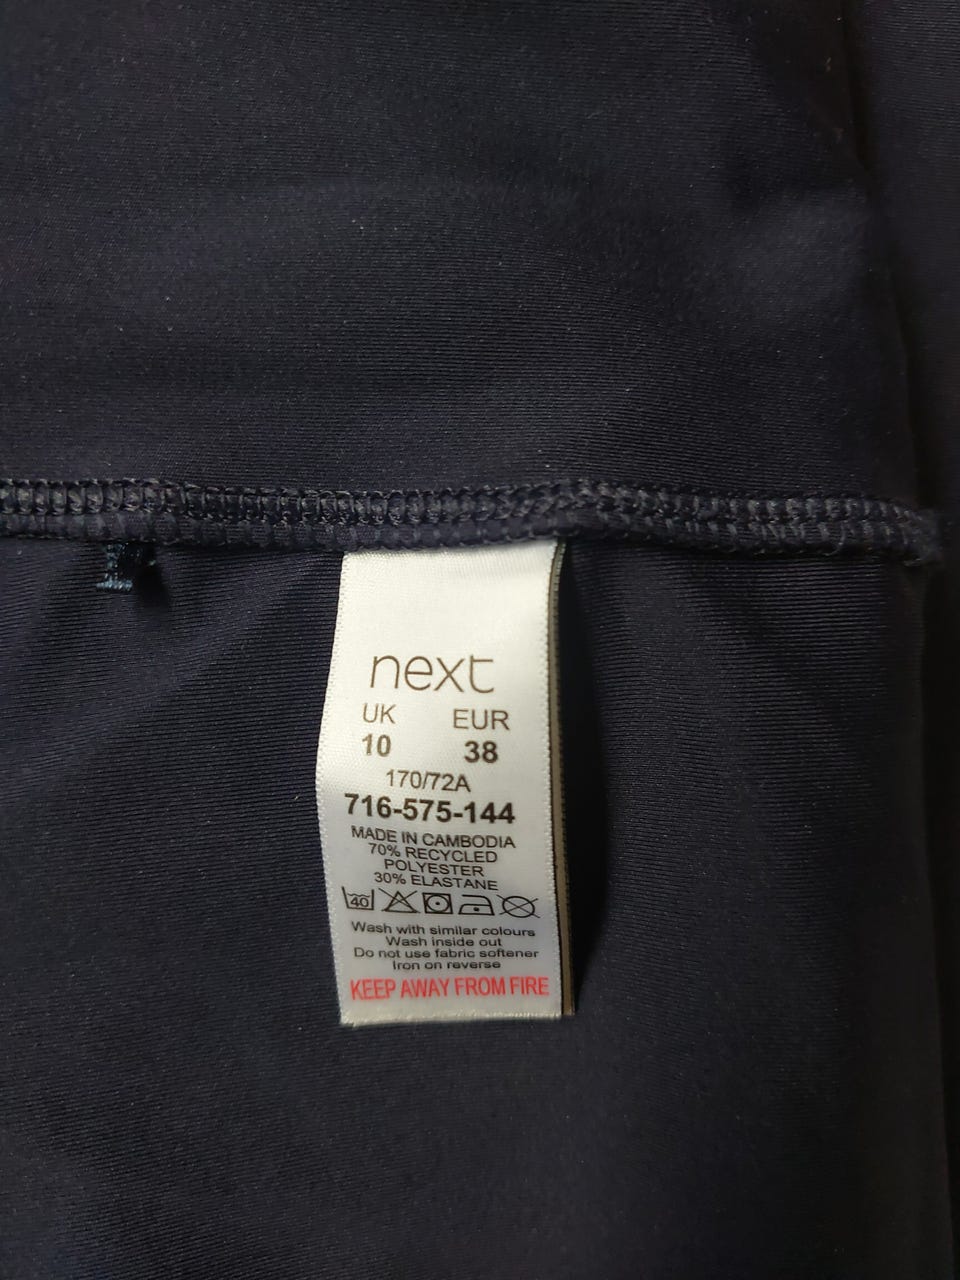 next
UK EUR
10 38
170/72A
716-575-144
MADE IN CAMBODIA
70% RECYCLED
POLYESTER
30% ELASTANE
40
Wash with similar colours
Wash inside out
Do not use fabric softener
Iron on reverse
KEEP AWAY FROM FIRE